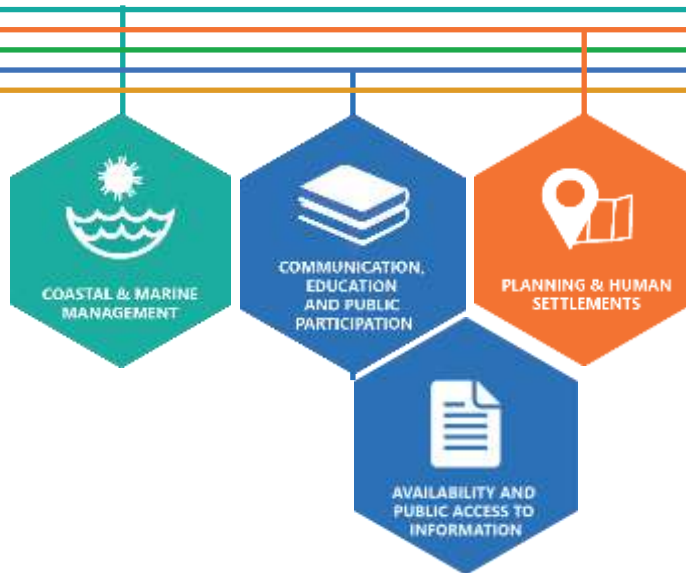 COASTAL & MARINE
MANAGEMENT
COMMUNICATION,
EDUCATION
AND PUBLIC
PARTICIPATION
PLANNING & HUMAN
SETTLEMENTS
AVAILABILITY AND
PUBLIC ACCESS TO
INFORMATION